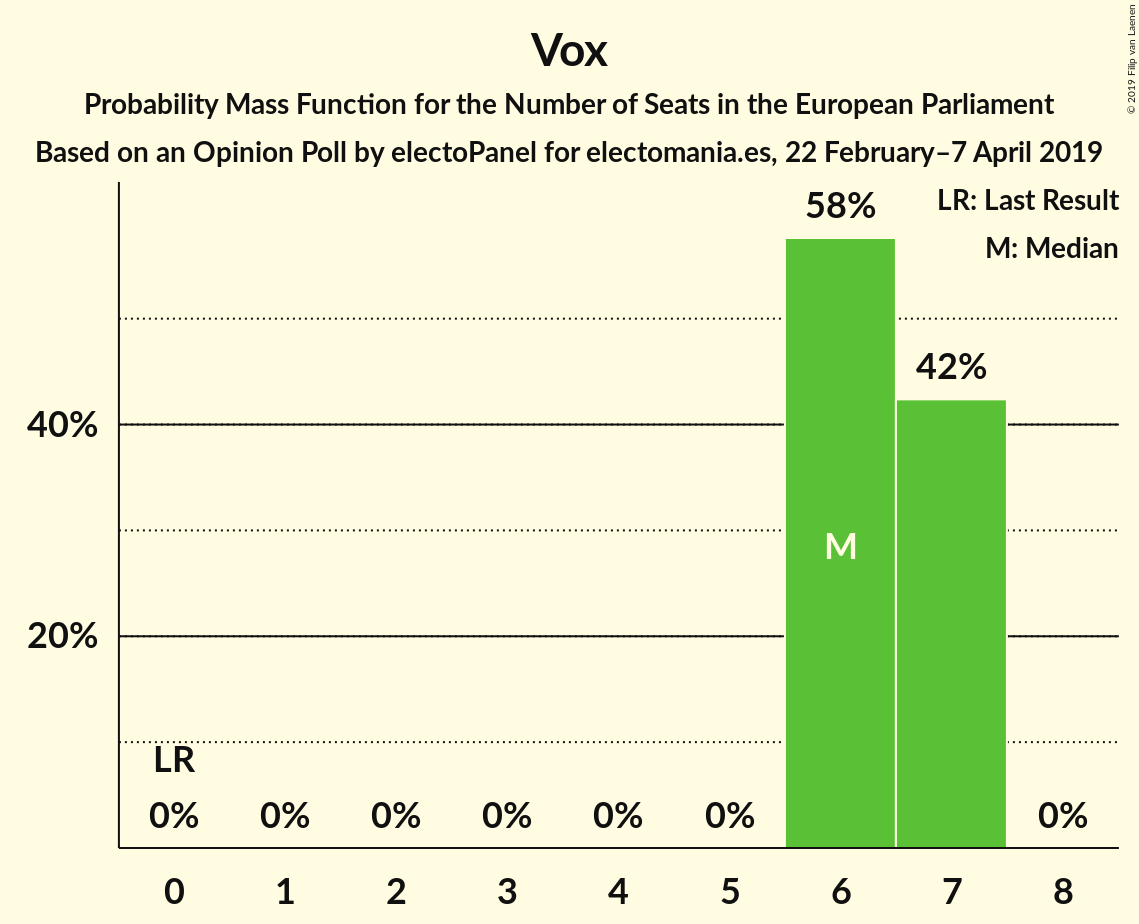 Vox
Probability Mass Function for the Number of Seats in the European Parliament
Based on an Opinion Poll by electoPanel for electomania.es, 22 February–7 April 2019
© 2019 Filip van Laenen
LR: Last Result
M: Median
58%
42%
40%
20%
M
LR
0% 0% 0% 0% 0% 0% 0%
0 1 2 3 4 5 6 7 8